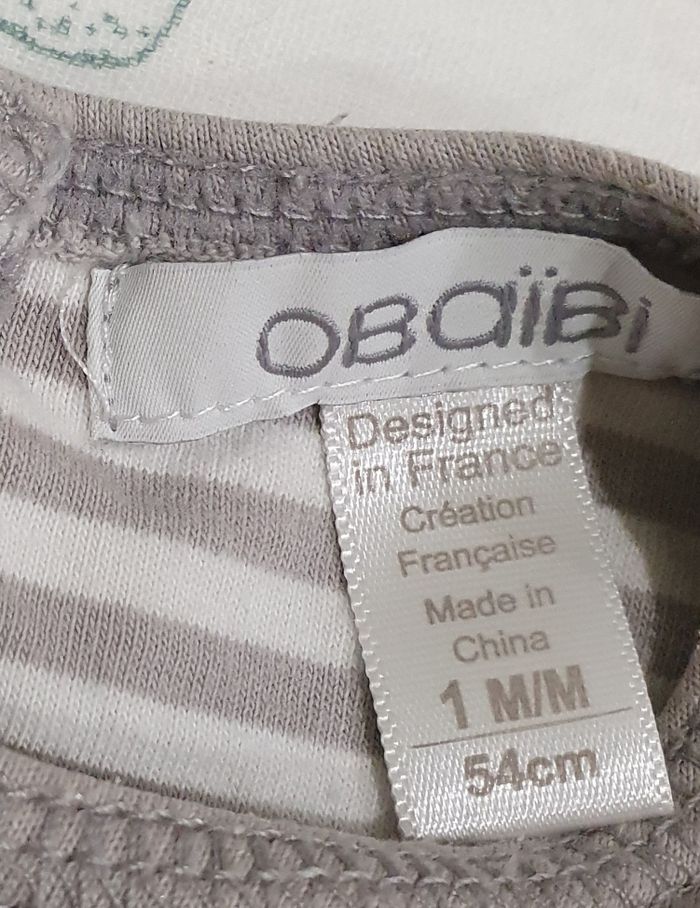 OBaïBi
Designed
in France
Création
Française
Made in
China
1 M/M
54cm